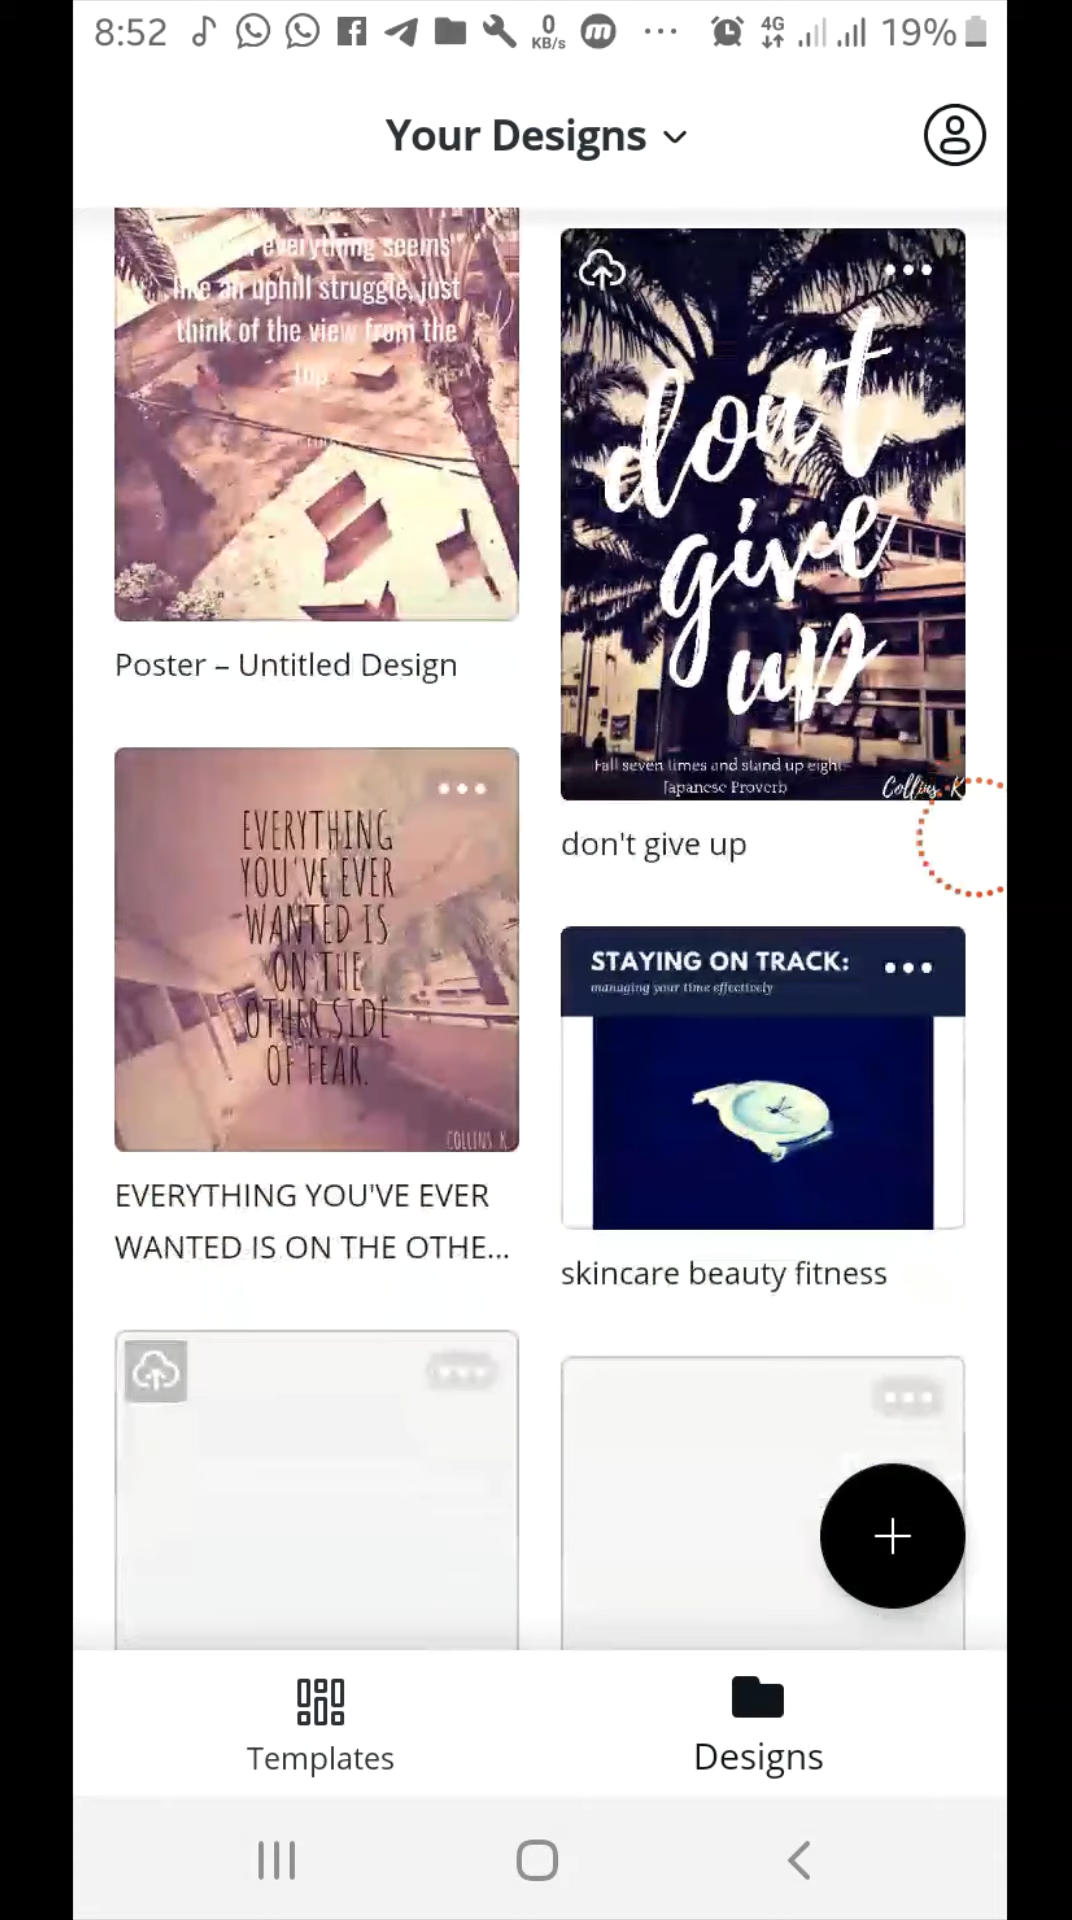 8:52
0
KB/s
4G
19%
Your Designs
everything seems
like an uphill struggle, just
think of the view from the
top
Poster – Untitled Design
don't
give
up
Fall seven times and stand up eight-
Japanese Proverb
Collins. K
don't give up
EVERYTHING
YOU'VE EVER
WANTED IS
ON THE
OTHER SIDE
OF FEAR.
COLLINS K
EVERYTHING YOU'VE EVER
WANTED IS ON THE OTHE...
STAYING ON TRACK:
managing your time effectively
skincare beauty fitness
Templates
Designs